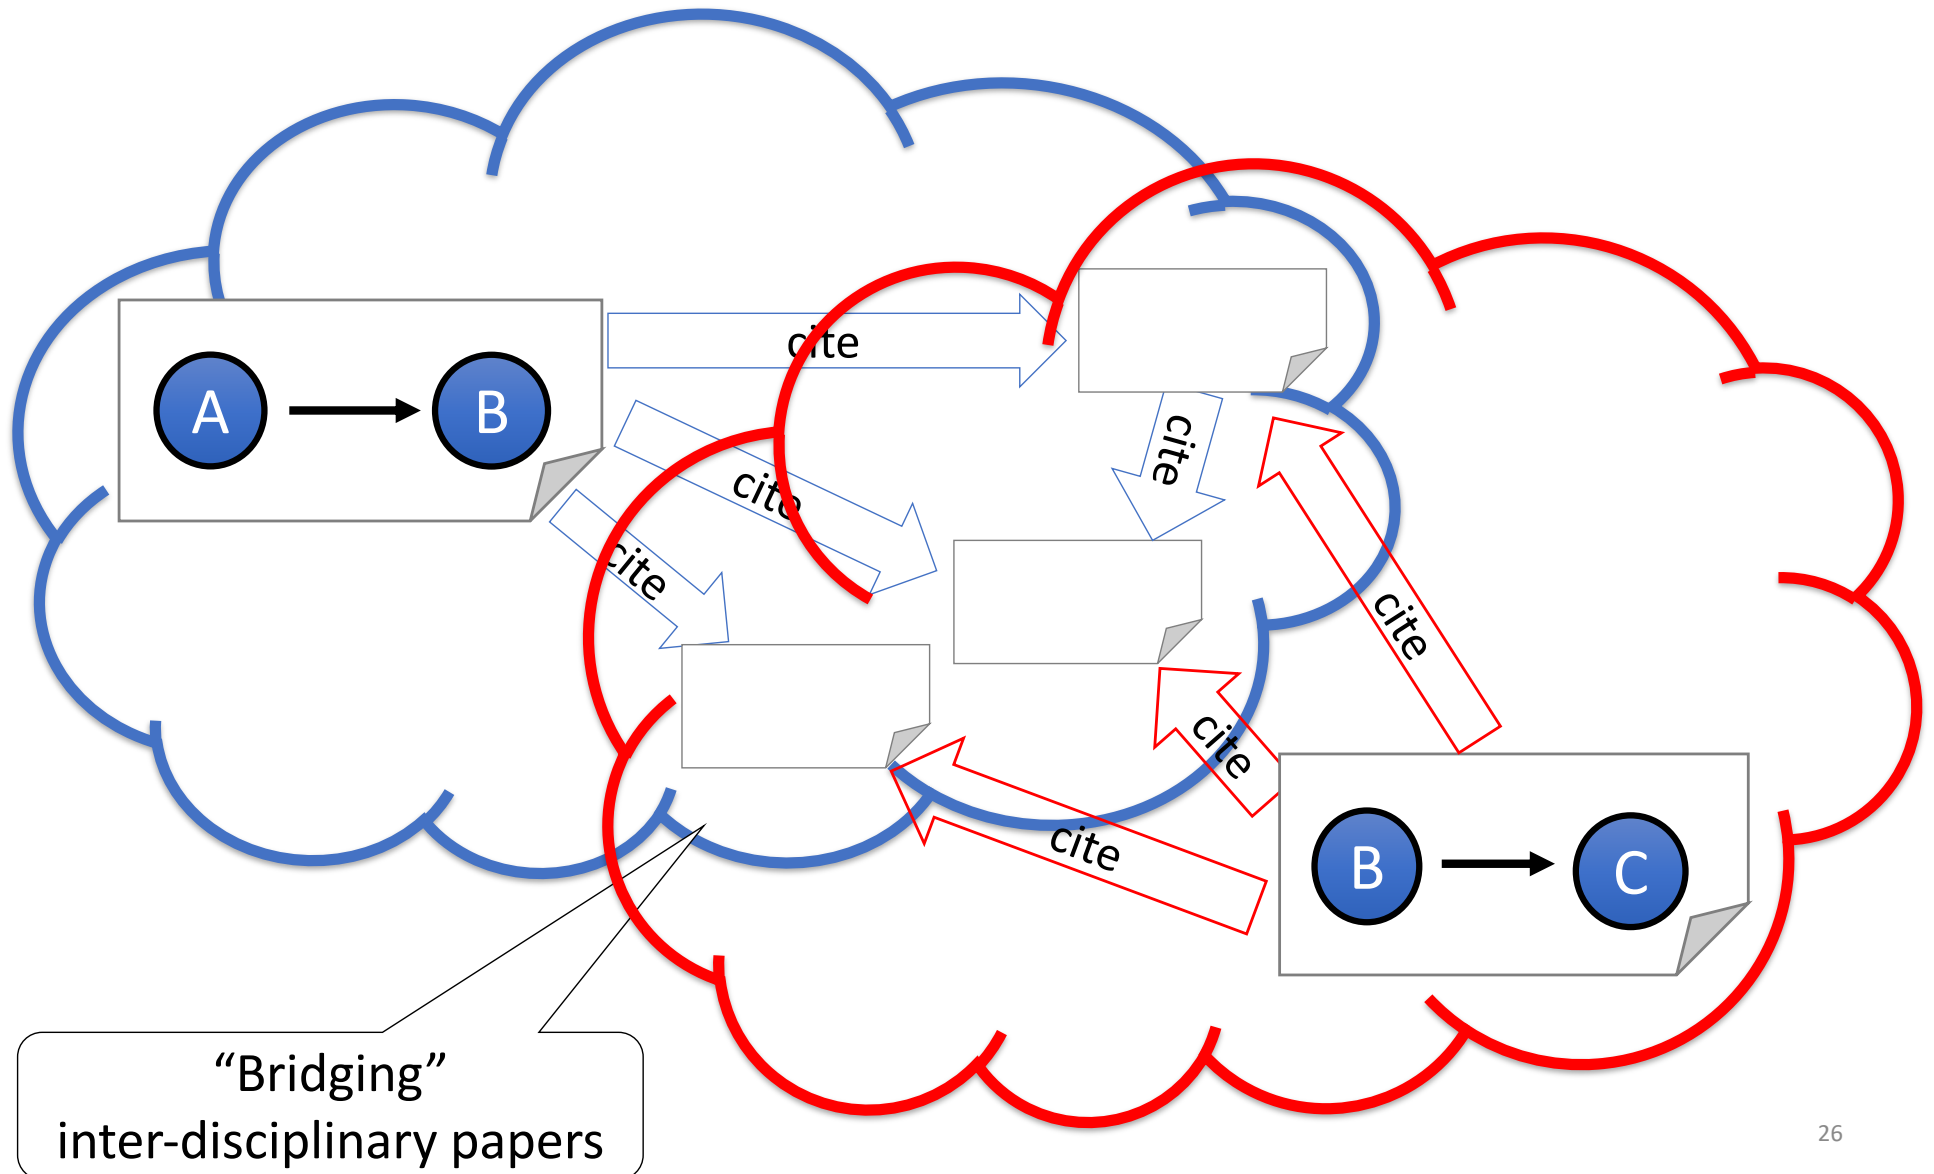 cite
A
B
cite
cite
cite
cite
cite
cite
B
C
“Bridging”
inter-disciplinary papers
26